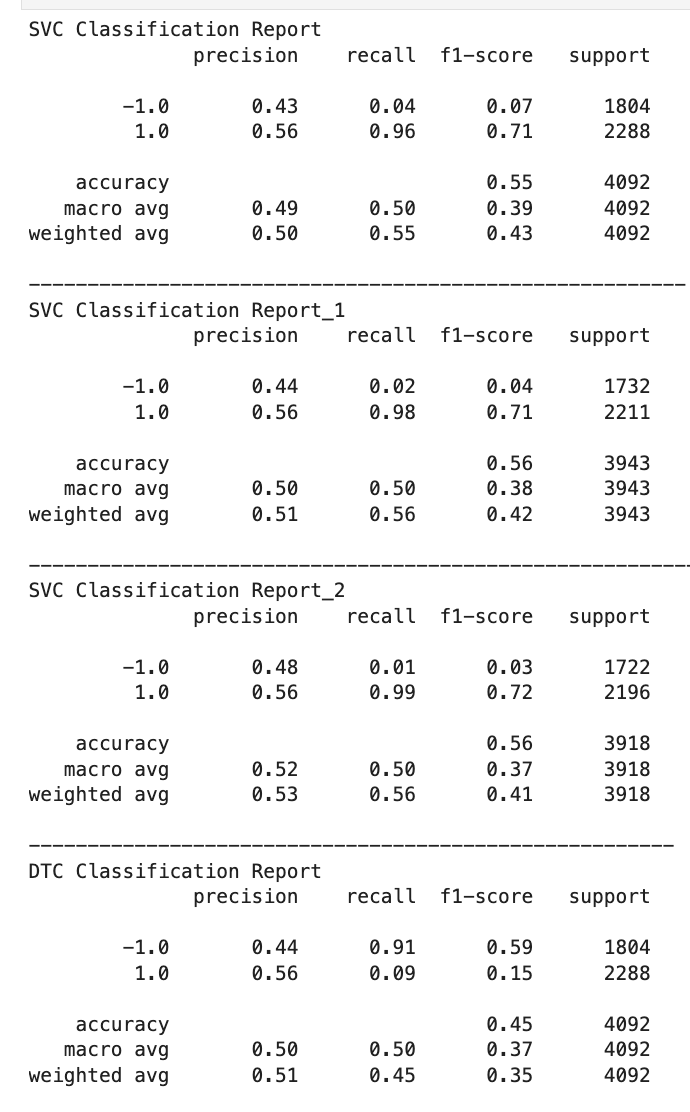 SVC Classification Report
precision recall f1-score support
-1.0 0.43 0.04 0.07 1804
1.0 0.56 0.96 0.71 2288
accuracy 0.55 4092
macro avg 0.49 0.50 0.39 4092
weighted avg 0.50 0.55 0.43 4092
--------------------------------------------------------
SVC Classification Report_1
precision recall f1-score support
-1.0 0.44 0.02 0.04 1732
1.0 0.56 0.98 0.71 2211
accuracy 0.56 3943
macro avg 0.50 0.50 0.38 3943
weighted avg 0.51 0.56 0.42 3943
---------------------------------------------------------
SVC Classification Report_2
precision recall f1-score support
-1.0 0.48 0.01 0.03 1722
1.0 0.56 0.99 0.72 2196
accuracy 0.56 3918
macro avg 0.52 0.50 0.37 3918
weighted avg 0.53 0.56 0.41 3918
-------------------------------------------------------
DTC Classification Report
precision recall f1-score support
-1.0 0.44 0.91 0.59 1804
1.0 0.56 0.09 0.15 2288
accuracy 0.45 4092
macro avg 0.50 0.50 0.37 4092
weighted avg 0.51 0.45 0.35 4092